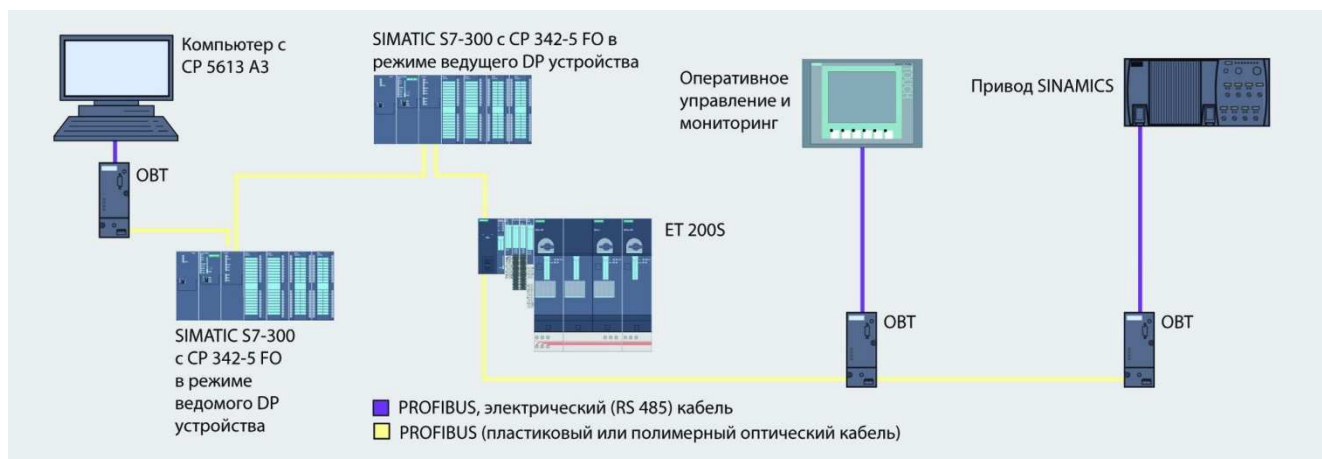 Компьютер с
CP 5613 A3
OBT
SIMATIC S7-300
с CP 342-5 FO
в режиме
ведомого DP
устройства
SIMATIC S7-300 с CP 342-5 FO в
режиме ведущего DP устройства
ET 200S
Оперативное
управление и
мониторинг
TOUCH
OBT
Привод SINAMICS
OBT
PROFIBUS, электрический (RS 485) кабель
PROFIBUS (пластиковый или полимерный оптический кабель)